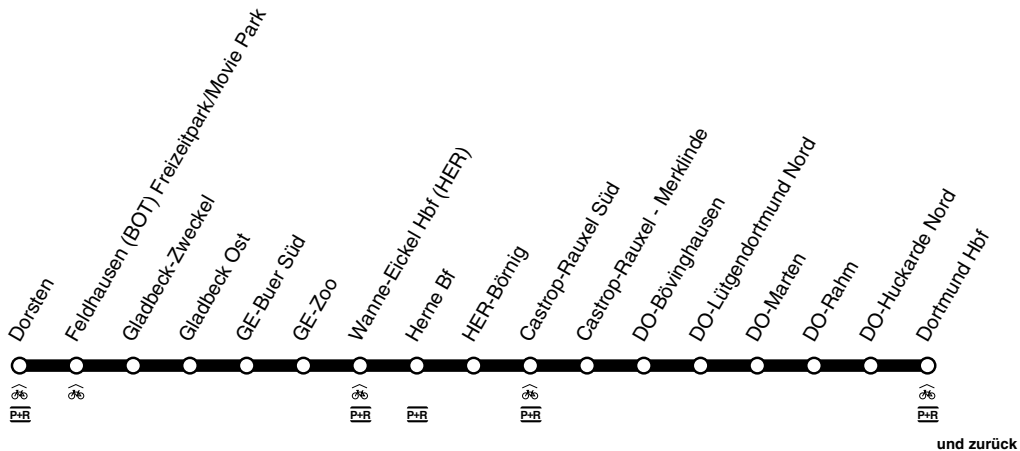 Dorsten
Feldhausen (BOT) Freizeitpark/Movie Park
Gladbeck-Zweckel
Gladbeck Ost
GE-Buer Süd
GE-Zoo
Wanne-Eickel Hbf (HER)
Herne Bf
HER-Börnig
Castrop-Rauxel Süd
Castrop-Rauxel - Merklinde
DO-Bövinghausen
DO-Lütgendortmund Nord
DO-Marten
DO-Rahm
DO-Huckarde Nord
Dortmund Hbf
P+R
P+R
P+R
P+R
P+R
und zurück